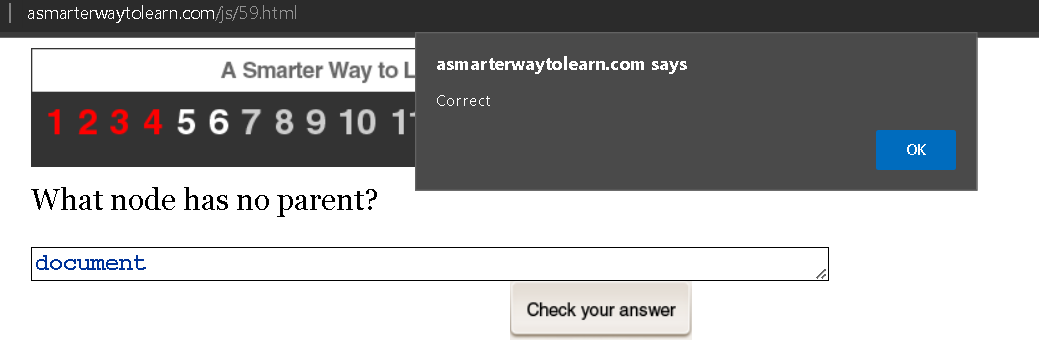 asmarterwaytolearn.com/js/59.html
A Smarter Way to L
1 2 3 4 5 6 7 8 9 10 11
asmarterwaytolearn.com says
Correct
OK
What node has no parent?
document
Check your answer